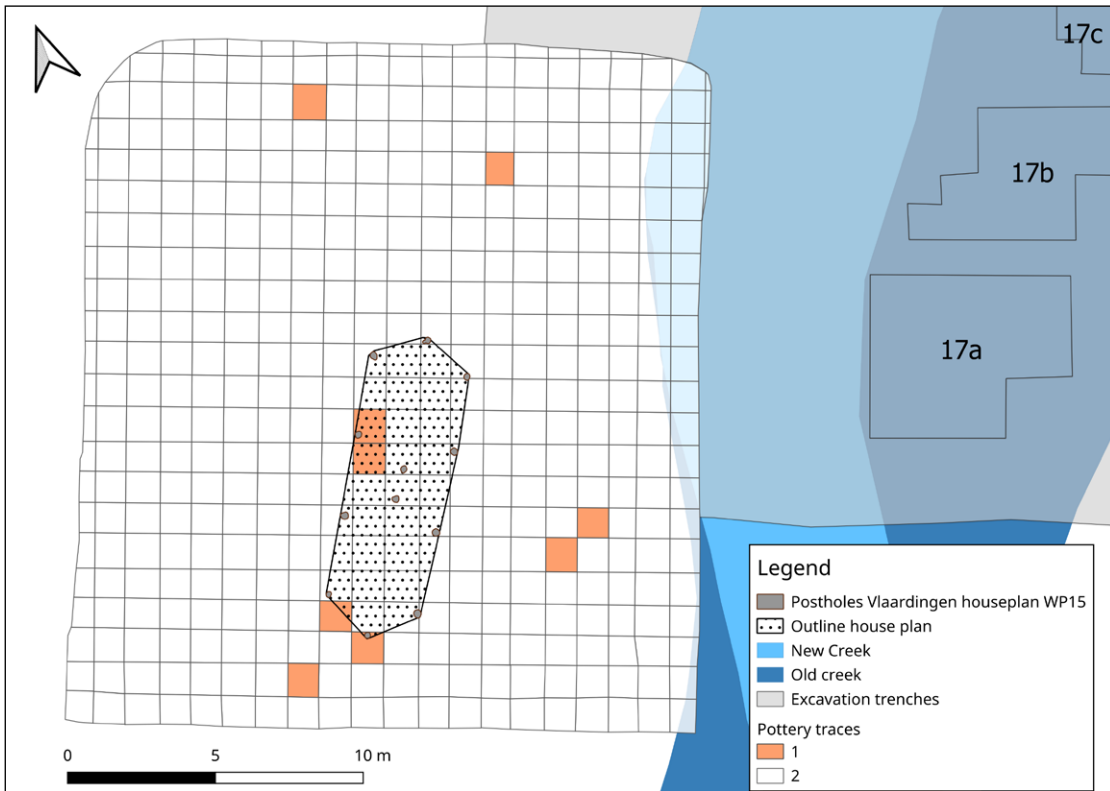 17c
17b
17a
Legend
Postholes Vlaardingen houseplan WP15
Outline house plan
New Creek
Old creek
Excavation trenches
Pottery traces
1
2
0 5 10 m